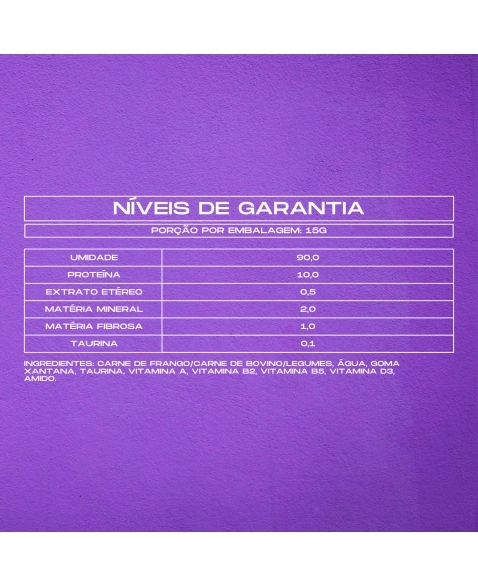 NÍVEIS DE GARANTIA
PORÇÃO POR EMBALAGEM: 15G
UMIDADE 90,0
PROTEÍNA 10,0
EXTRATO ETÉREO 0,5
MATÉRIA MINERAL 2,0
MATÉRIA FIBROSA 1,0
TAURINA 0,1
INGREDIENTES: CARNE DE FRANGO/CARNE DE BOVINO/LEGUMES, ÁGUA, GOMA
XANTANA, TAURINA, VITAMINA A, VITAMINA B2, VITAMINA B5, VITAMINA D3,
AMIDO.